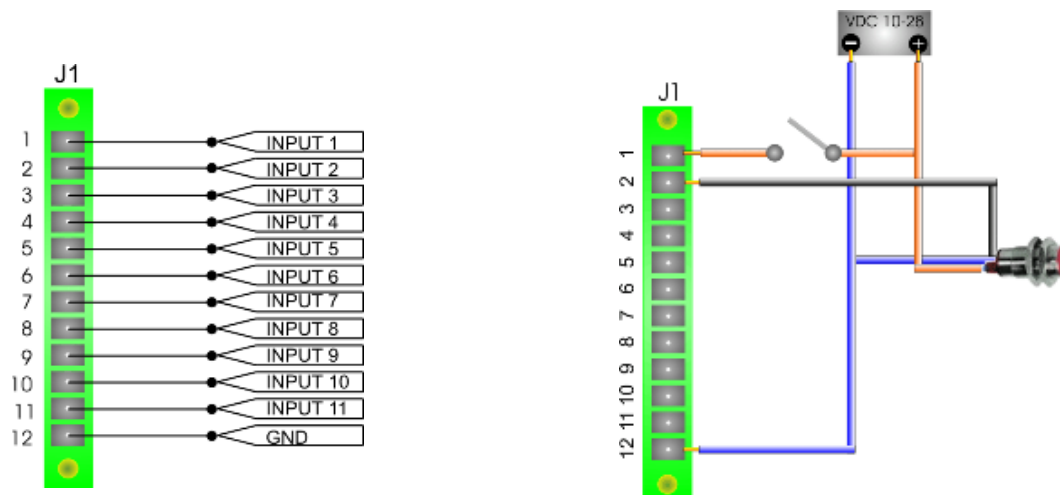 J1
1 INPUT 1
2 INPUT 2
3 INPUT 3
4 INPUT 4
5 INPUT 5
6 INPUT 6
7 INPUT 7
8 INPUT 8
9 INPUT 9
10 INPUT 10
11 INPUT 11
12 GND
VDC 10-28
J1
1
2
3
4
5
6
7
8
9
10
11
12